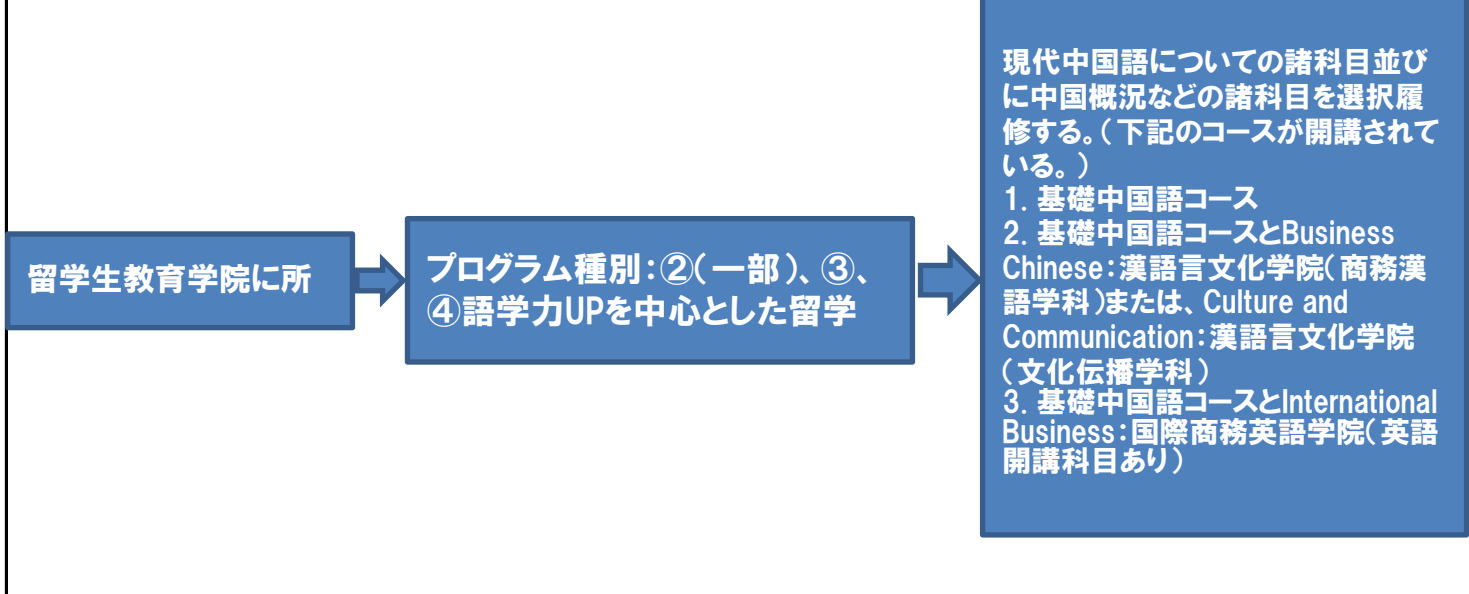 留学生教育学院に所
プログラム種別：②（一部）、③、
④語学力UPを中心とした留学
現代中国語についての諸科目並び
に中国概況などの諸科目を選択履
修する。（下記のコースが開講されて
いる。）
1. 基礎中国語コース
2. 基礎中国語コースとBusiness
Chinese：漢語言文化学院（商務漢
語学科）または、Culture and
Communication：漢語言文化学院
（文化伝播学科）
3. 基礎中国語コースとInternational
Business：国際商務英語学院（英語
開講科目あり）